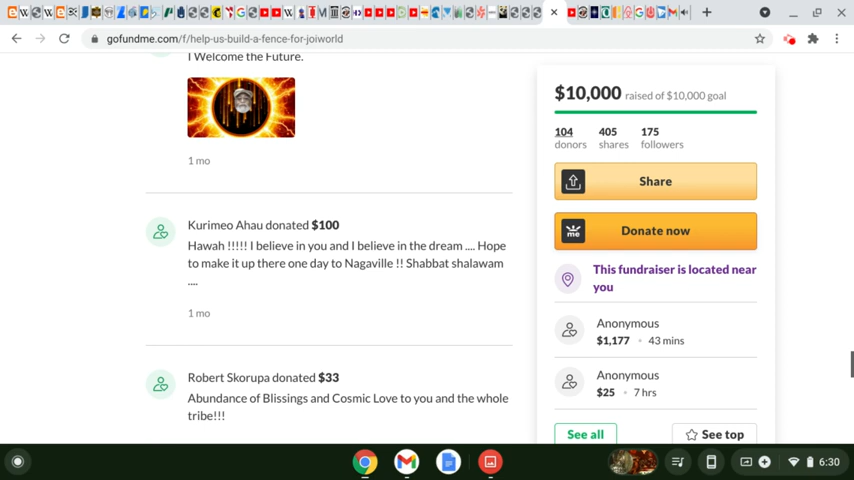 gofundme.com/f/help-us-build-a-fence-for-joiworld
I Welcome the Future.
1 mo
Kurimeo Ahau donated $100
Hawah !!!!! I believe in you and I believe in the dream .... Hope
to make it up there one day to Nagaville !! Shabbat shalawam
....
1 mo
Robert Skorupa donated $33
Abundance of Blissings and Cosmic Love to you and the whole
tribe!!!
$10,000 raised of $10,000 goal
104 405 175
donors shares followers
Share
me Donate now
This fundraiser is located near
you
Anonymous
$1,177 • 43 mins
Anonymous
$25 • 7 hrs
See all See top
6:30